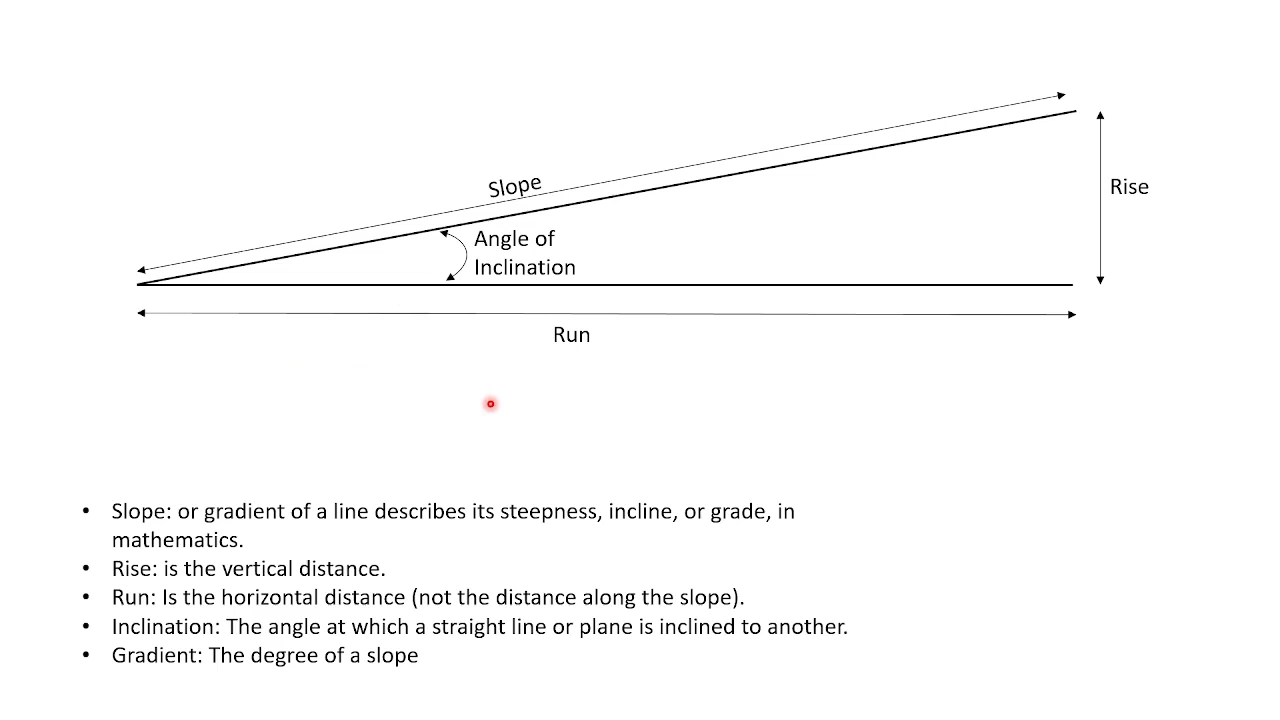 Slope
Rise
Angle of
Inclination
Run
• Slope: or gradient of a line describes its steepness, incline, or grade, in
mathematics.
• Rise: is the vertical distance.
• Run: Is the horizontal distance (not the distance along the slope).
• Inclination: The angle at which a straight line or plane is inclined to another.
• Gradient: The degree of a slope